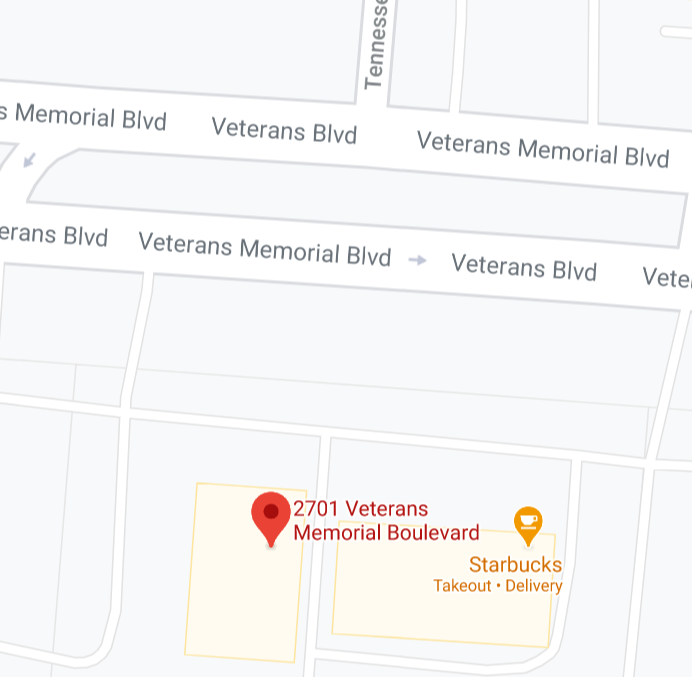 Tennesse
s Memorial Blvd
Veterans Blvd
Veterans Memorial Blvd
erans Blvd
Veterans Memorial Blvd
Veterans Blvd
Vete
2701 Veterans
Memorial Boulevard
Starbucks
Takeout • Delivery